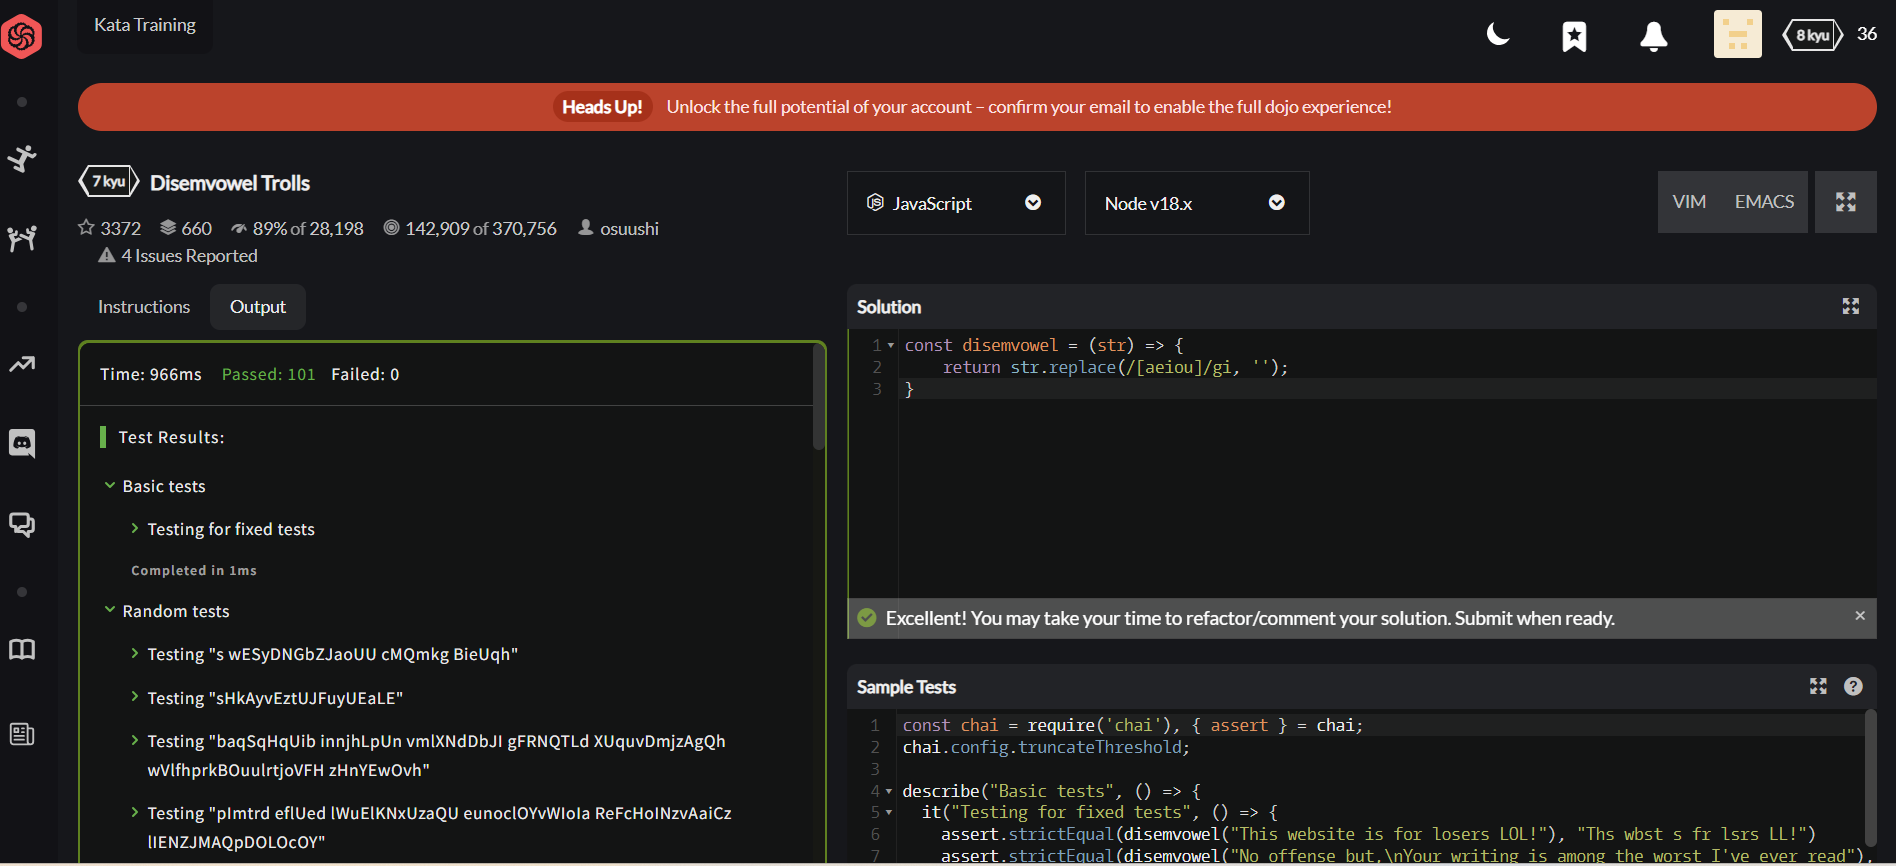 Kata Training
8 kyu 36
Heads Up! Unlock the full potential of your account – confirm your email to enable the full dojo experience!
7 kyu Disemvowel Trolls
3372 660 89% of 28,198 142,909 of 370,756 osuushi
4 Issues Reported
JavaScript Node v18.x VIM EMACS
Instructions Output
Time: 966ms Passed: 101 Failed: 0
Test Results:
Basic tests
Testing for fixed tests
Completed in 1ms
Random tests
Testing "s wESyDNGbZJaoUU cMQmkg BieUqh"
Testing "sHkAyvEztUJFuyUEaLE"
Testing "baqSqHqUib innjhLpUn vmlXNdDbJI gFRNQTLd XUquvDmjzAgQh
wVlfhprkBOuulrtjoVFH zHnYEwOvh"
Testing "pImtrd eflUed lWuElKNxUzaQU eunoclOYvWIoIa ReFcHoINzvAaiCz
lIENZJMAQpDOLOcOY"
Solution
1 const disemvowel = (str) => {
2 return str.replace(/[aeiou]/gi, '');
3 }
Excellent! You may take your time to refactor/comment your solution. Submit when ready.
Sample Tests
1 const chai = require('chai'), { assert } = chai;
2 chai.config.truncateThreshold;
3
4 describe("Basic tests", () => {
5 it("Testing for fixed tests", () => {
6 assert.strictEqual(disemvowel("This website is for losers LOL!"), "Ths wbst s fr lsrs LL!")
7 assert.strictEqual(disemvowel("No offense but,\nYour writing is among the worst I've ever read"),